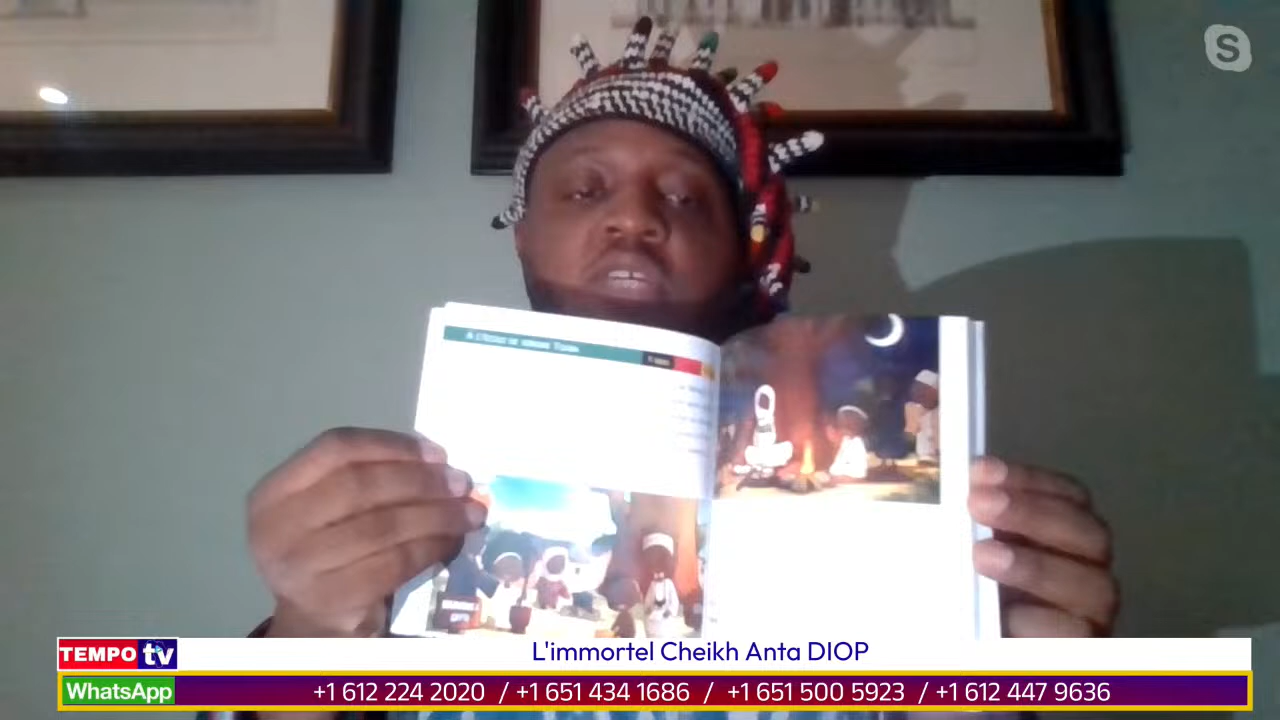 S
TEMPO tv
L'immortel Cheikh Anta DIOP
WhatsApp
+1 612 224 2020 / +1 651 434 1686 / +1 651 500 5923 / +1 612 447 9636